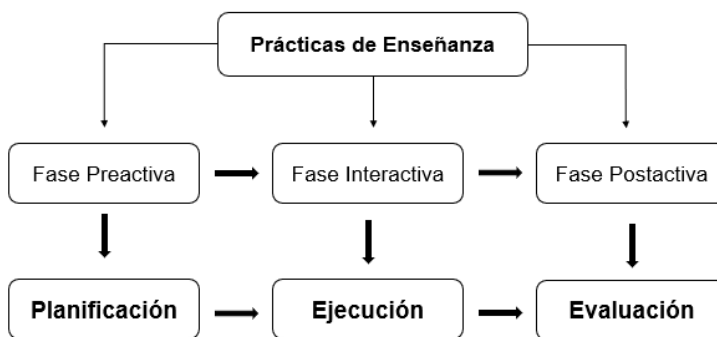 Prácticas de Enseñanza
Fase Preactiva
Fase Interactiva
Fase Postactiva
Planificación
Ejecución
Evaluación